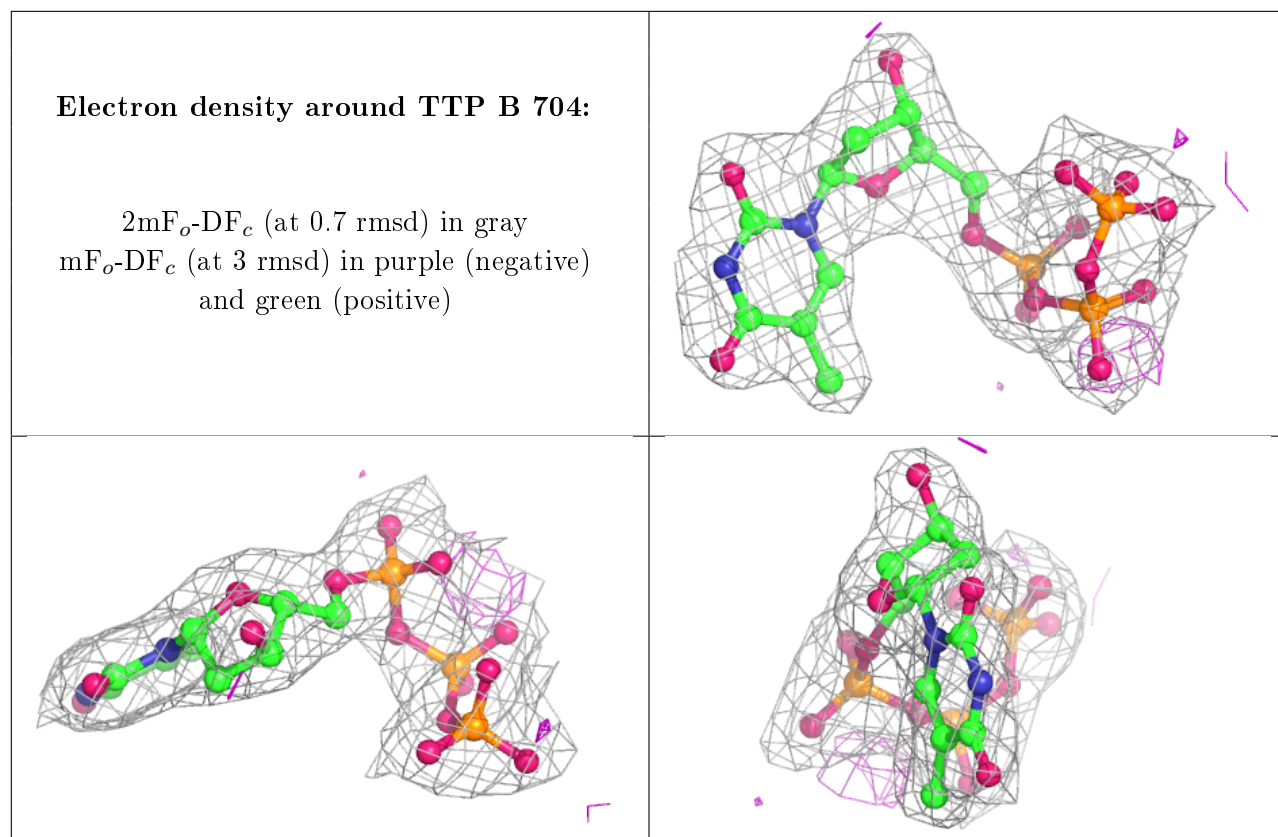 Electron density around TTP B 704:
2mFₒ-DF𝒸 (at 0.7 rmsd) in gray
mFₒ-DF𝒸 (at 3 rmsd) in purple (negative)
and green (positive)